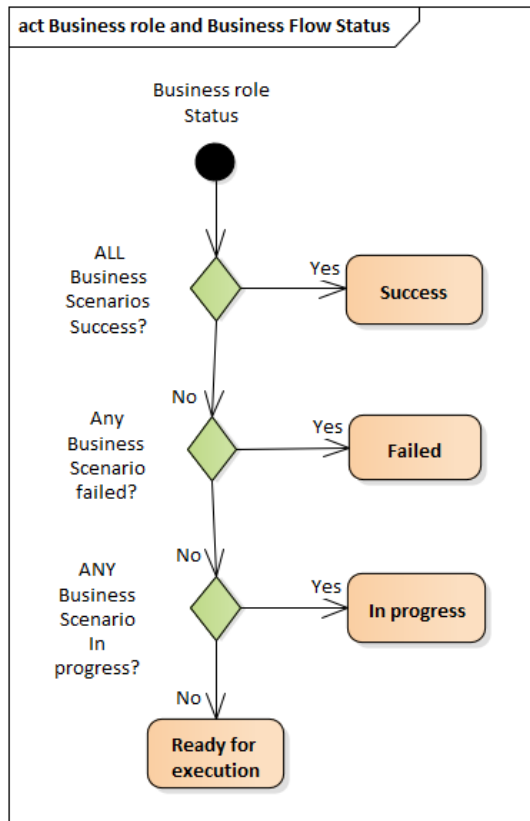 act Business role and Business Flow Status
Business role
Status
ALL
Business
Scenarios
Success?
Yes
Success
No
Any
Business
Scenario
failed?
Yes
Failed
No
ANY
Business
Scenario
In
progress?
Yes
In progress
No
Ready for
execution